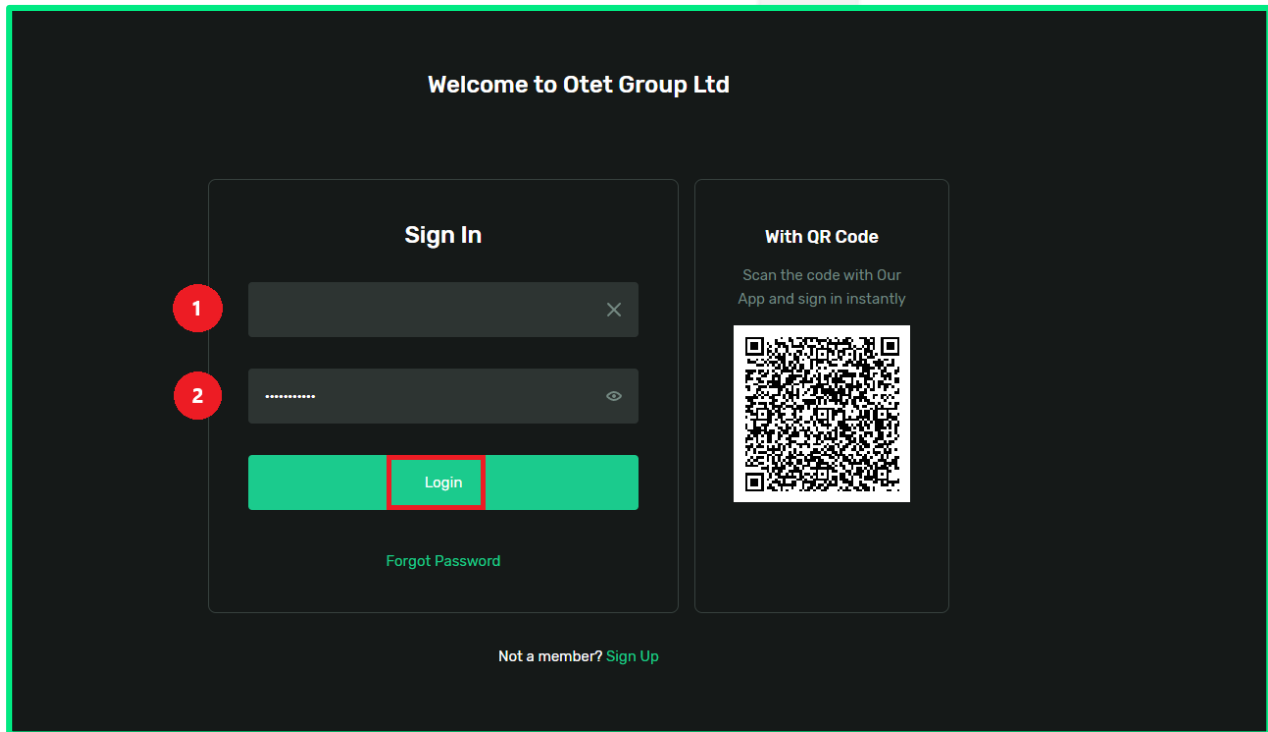 Welcome to Otet Group Ltd
Sign In
1
2
•••••••••••
Login
Forgot Password
With QR Code
Scan the code with Our
App and sign in instantly
Not a member? Sign Up